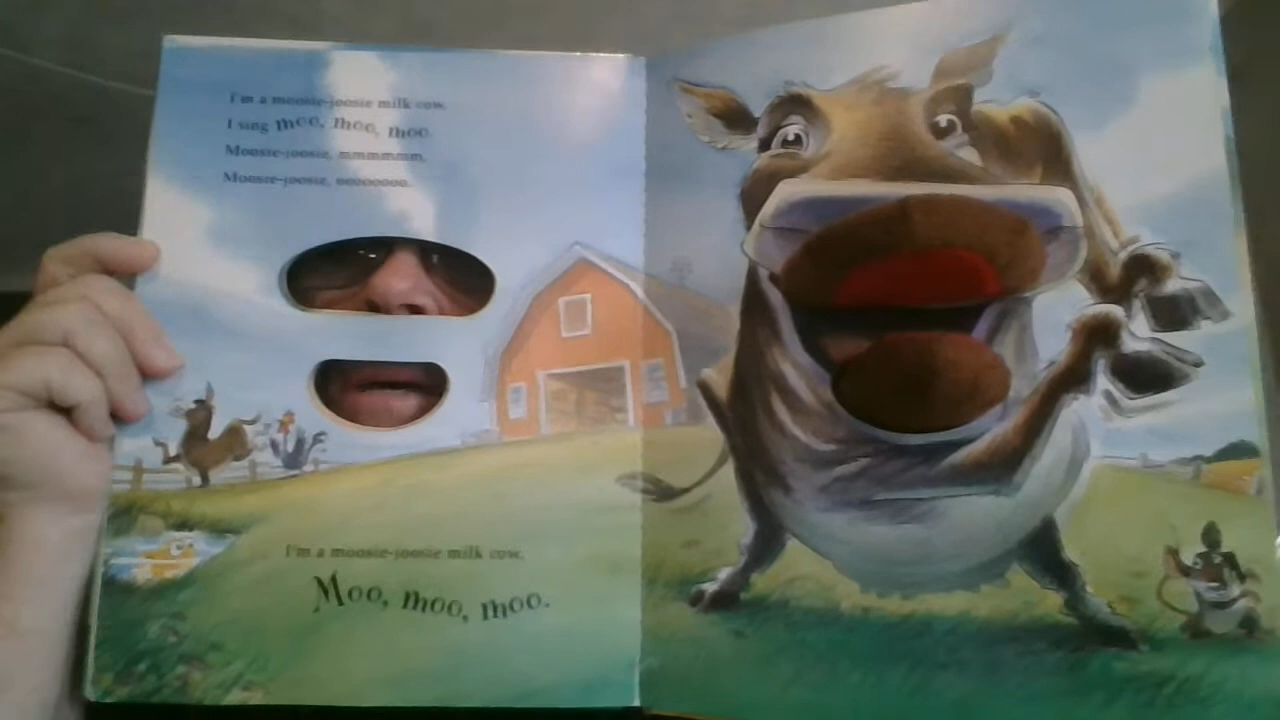 I'm a moosie-joosie milk cow.
I sing moo, moo, moo.
Moosie-joosie, mmmmmm,
Moosie-joosie, oooooooo.
I'm a moosie-joosie milk cow.
Moo, moo, moo.